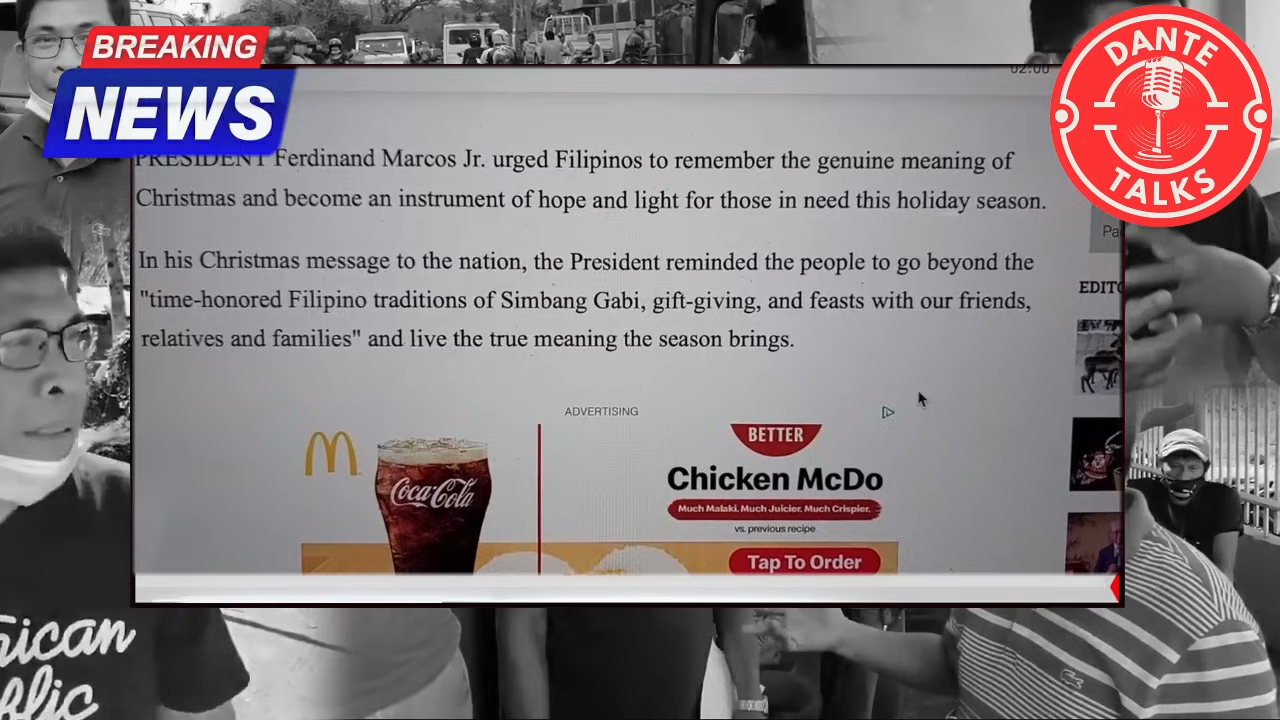 BREAKING
NEWS
DANTE
TALKS
02:00
PRESIDENT Ferdinand Marcos Jr. urged Filipinos to remember the genuine meaning of
Christmas and become an instrument of hope and light for those in need this holiday season.
In his Christmas message to the nation, the President reminded the people to go beyond the
"time-honored Filipino traditions of Simbang Gabi, gift-giving, and feasts with our friends,
relatives and families" and live the true meaning the season brings.
ADVERTISING
Coca-Cola
BETTER
Chicken McDo
Much Malaki. Much Juicier. Much Crispier.
vs. previous recipe
Tap To Order